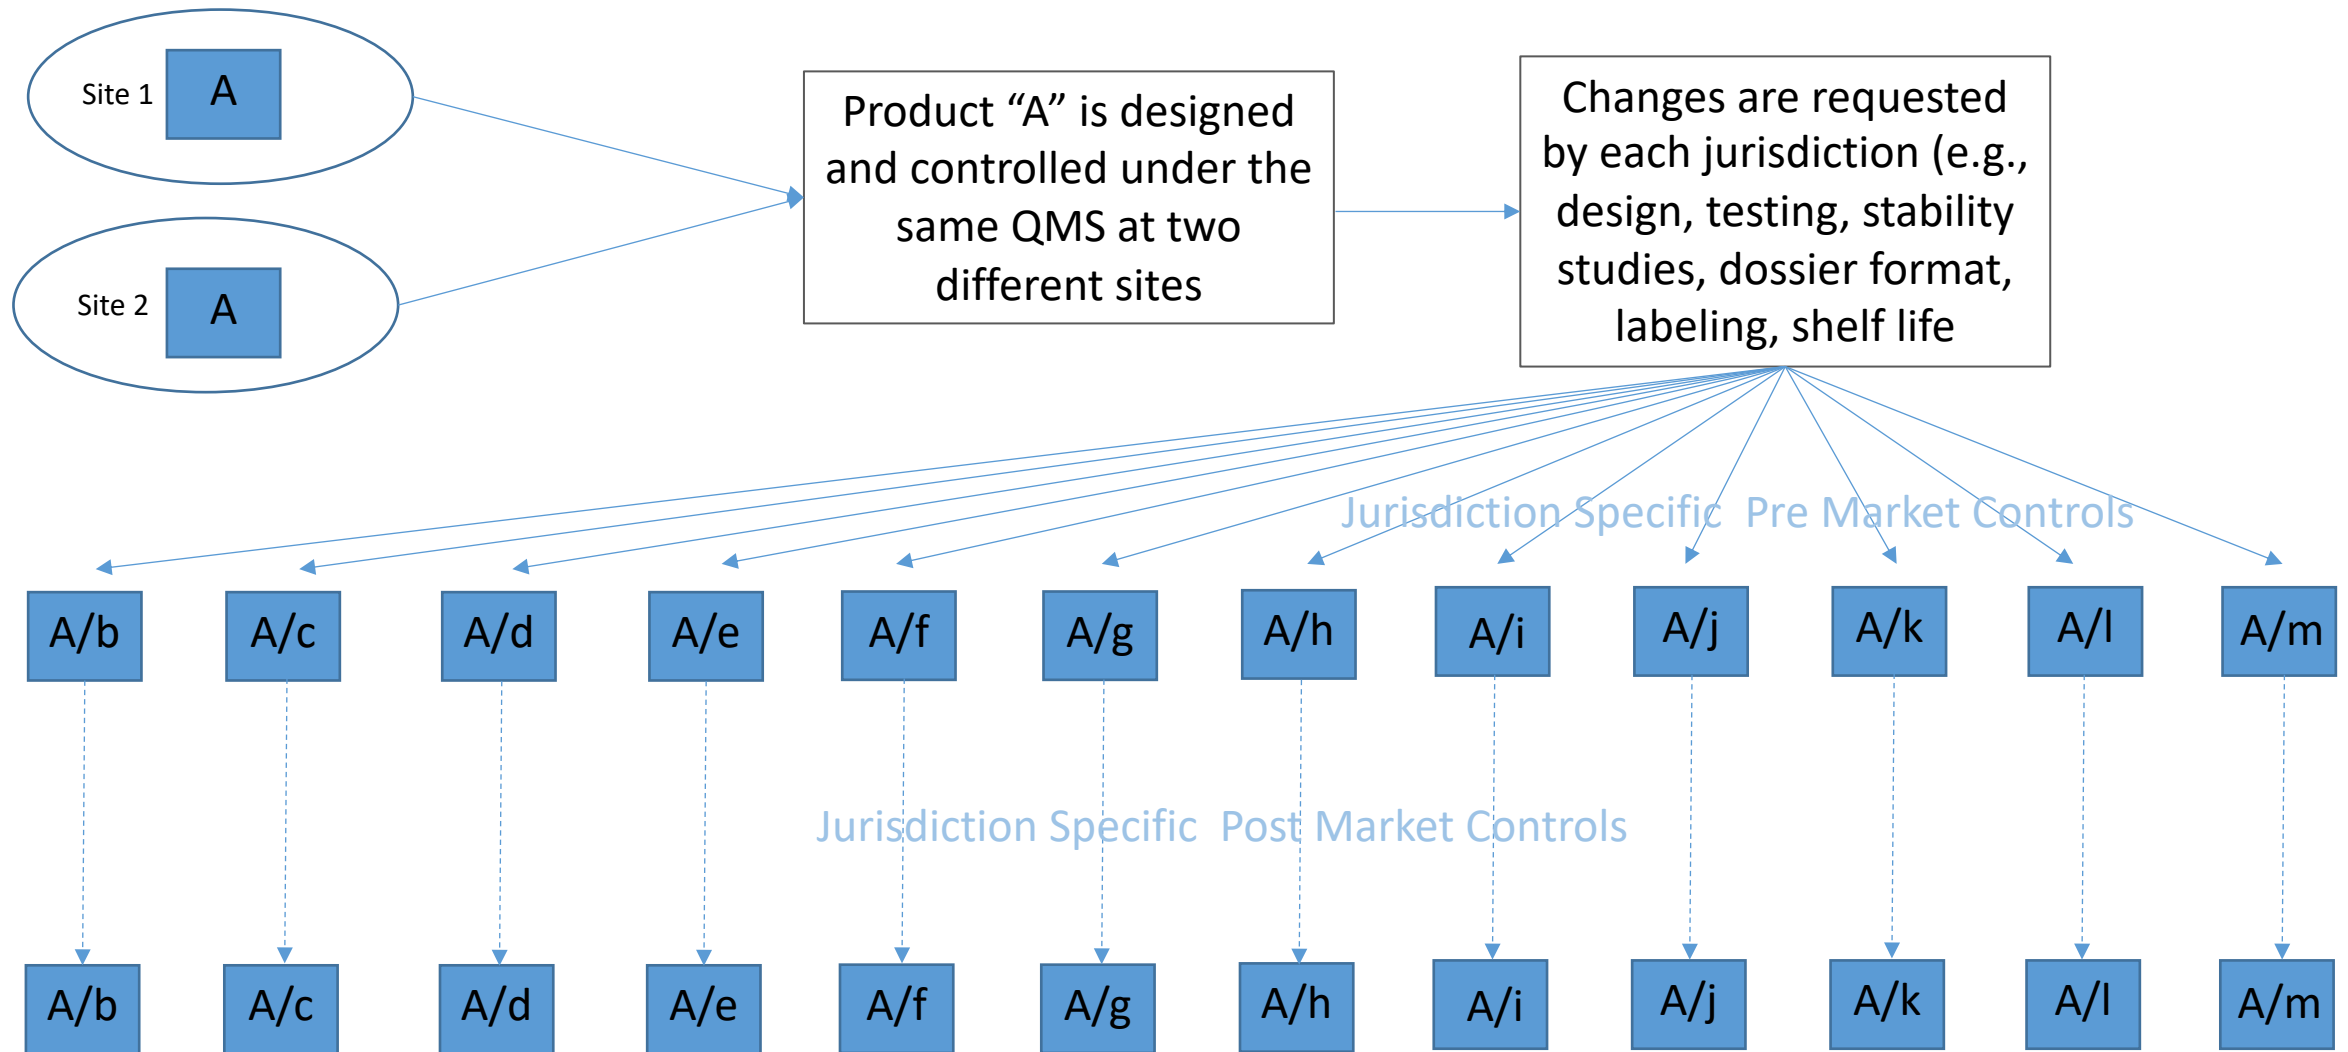 Site 1
A
Site 2
A
Product “A” is designed
and controlled under the
same QMS at two
different sites
Changes are requested
by each jurisdiction (e.g.,
design, testing, stability
studies, dossier format,
labeling, shelf life
Jurisdiction Specific  Pre Market Controls
A/b
A/c
A/d
A/e
A/f
A/g
A/h
A/i
A/j
A/k
A/l
A/m
Jurisdiction Specific  Post Market Controls
A/b
A/c
A/d
A/e
A/f
A/g
A/h
A/i
A/j
A/k
A/l
A/m